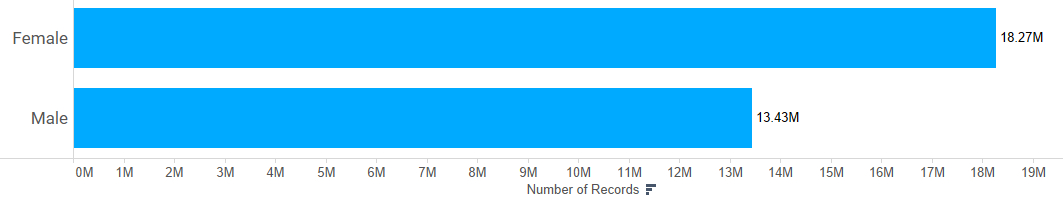 Female 18.27M
Male 13.43M
0M 1M 2M 3M 4M 5M 6M 7M 8M 9M 10M 11M 12M 13M 14M 15M 16M 17M 18M 19M
Number of Records